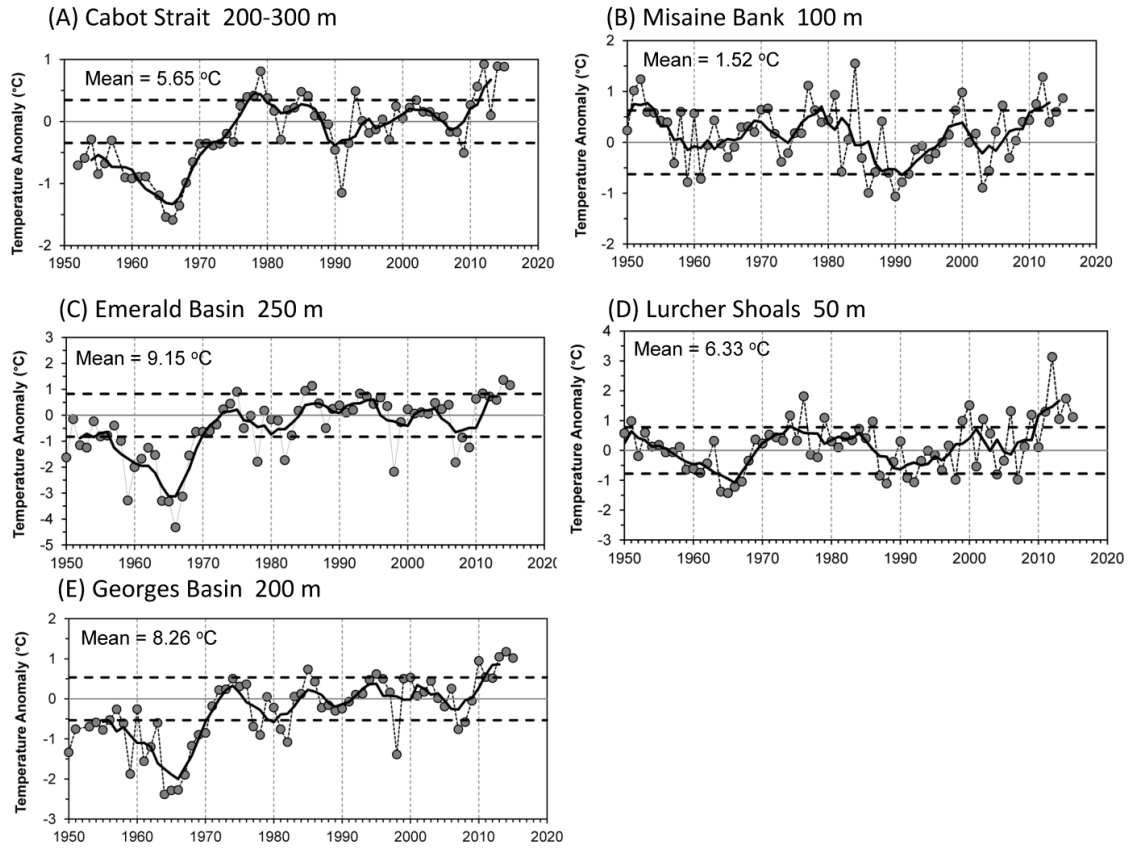 (A) Cabot Strait 200-300 m
Temperature Anomaly (°C)
Mean = 5.65 °C
1
0
-1
-2
1950 1960 1970 1980 1990 2000 2010 2020
(B) Misaine Bank 100 m
Temperature Anomaly (°C)
Mean = 1.52 °C
2
1
0
-1
-2
1950 1960 1970 1980 1990 2000 2010 2020
(C) Emerald Basin 250 m
Temperature Anomaly (°C)
Mean = 9.15 °C
3
2
1
0
-1
-2
-3
-4
-5
1950 1960 1970 1980 1990 2000 2010 202
(D) Lurcher Shoals 50 m
Temperature Anomaly (°C)
Mean = 6.33 °C
4
3
2
1
0
-1
-2
-3
1950 1960 1970 1980 1990 2000 2010 2020
(E) Georges Basin 200 m
Temperature Anomaly (°C)
Mean = 8.26 °C
2
1
0
-1
-2
-3
1950 1960 1970 1980 1990 2000 2010 2020